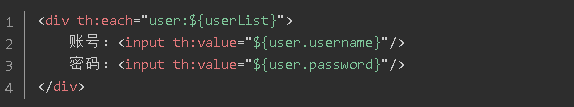 1 <div th:each="user:${userList}">
2 账号：<input th:value="${user.username}"/>
3 密码：<input th:value="${user.password}"/>
4 </div>